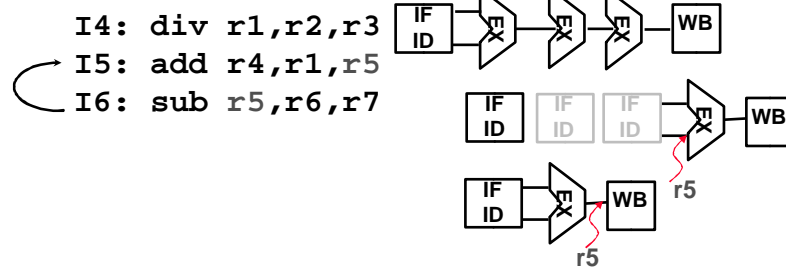 I4: div r1,r2,r3
IF
ID
EX
EX
EX
WB
I5: add r4,r1,r5
I6: sub r5,r6,r7
IF
ID
IF
ID
IF
ID
EX
WB
r5
IF
ID
EX
WB
r5